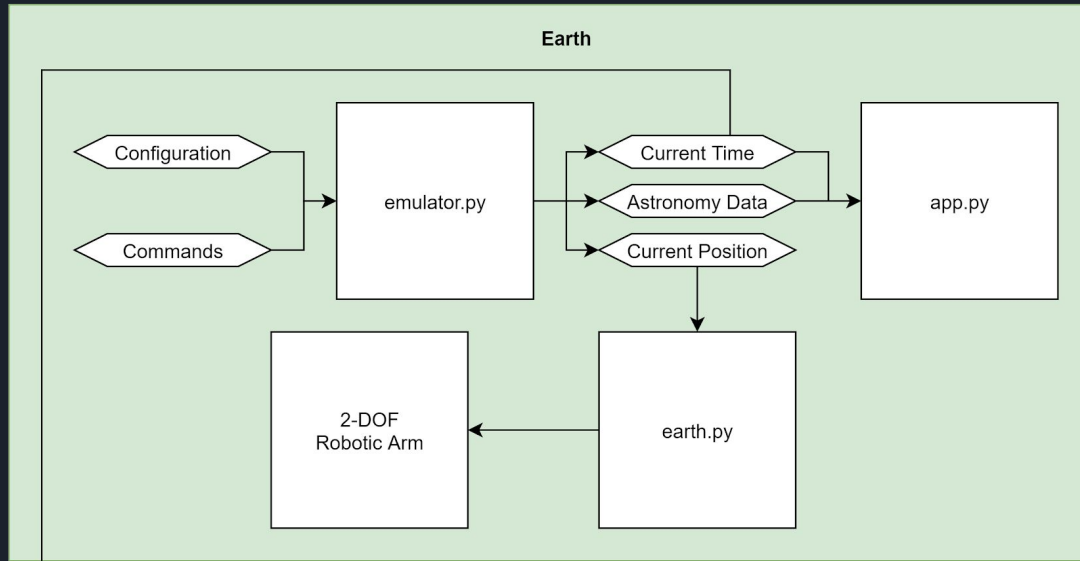 Earth
Configuration
Commands
emulator.py
Current Time
Astronomy Data
Current Position
app.py
2-DOF
Robotic Arm
earth.py